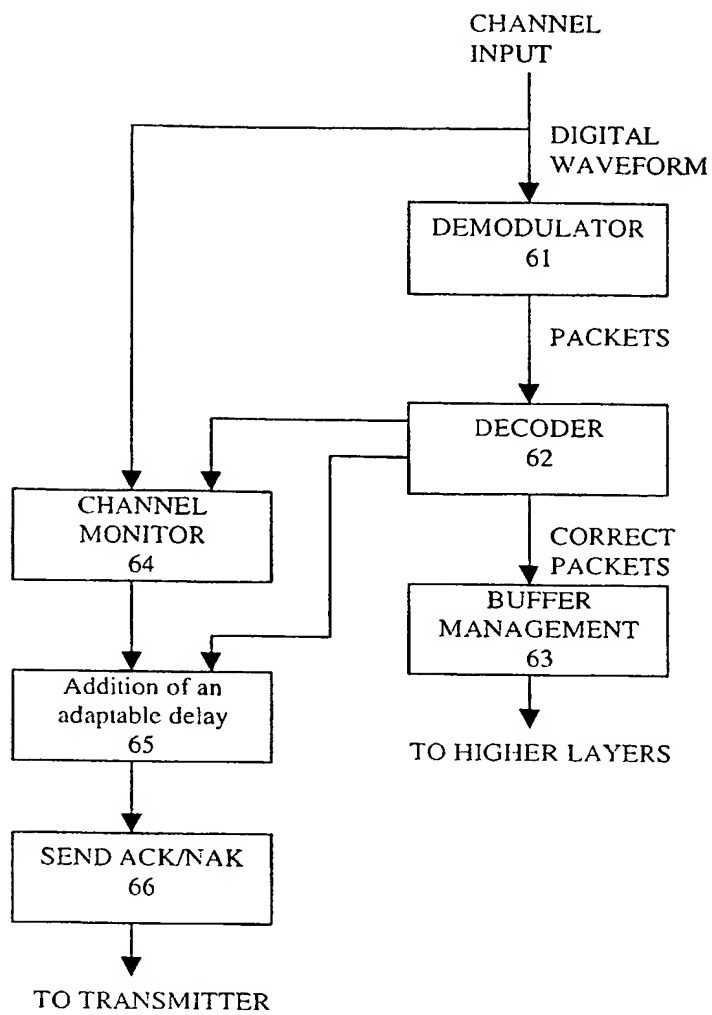 CHANNEL
INPUT
DIGITAL
WAVEFORM
DEMODULATOR
61
PACKETS
DECODER
62
CHANNEL
MONITOR
64
CORRECT
PACKETS
BUFFER
MANAGEMENT
63
Addition of an
adaptable delay
65
TO HIGHER LAYERS
SEND ACK/NAK
66
TO TRANSMITTER